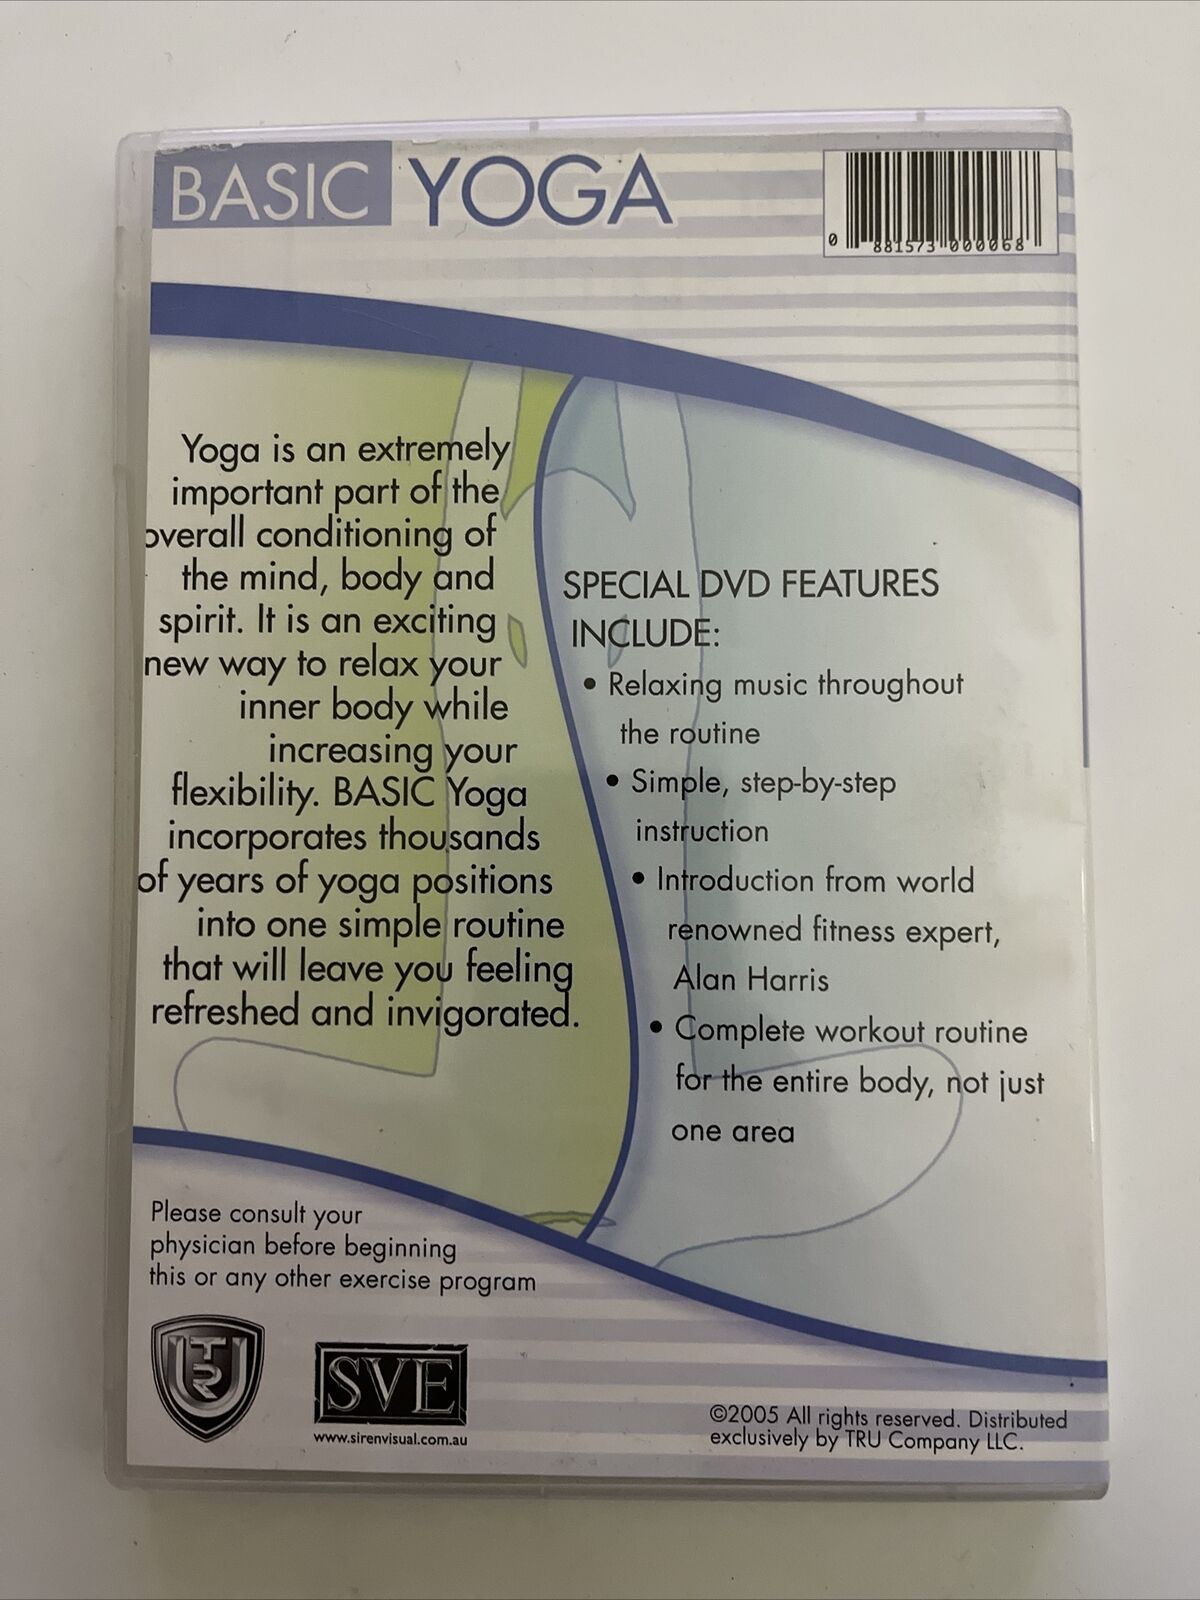 BASIC YOGA
0 881573 000068
Yoga is an extremely
important part of the
overall conditioning of
the mind, body and
spirit. It is an exciting
new way to relax your
inner body while
increasing your
flexibility. BASIC Yoga
incorporates thousands
of years of yoga positions
into one simple routine
that will leave you feeling
refreshed and invigorated.
SPECIAL DVD FEATURES
INCLUDE:
• Relaxing music throughout
the routine
• Simple, step-by-step
instruction
• Introduction from world
renowned fitness expert,
Alan Harris
• Complete workout routine
for the entire body, not just
one area
Please consult your
physician before beginning
this or any other exercise program
TRU
SVE
www.sirenvisual.com.au
©2005 All rights reserved. Distributed
exclusively by TRU Company LLC.